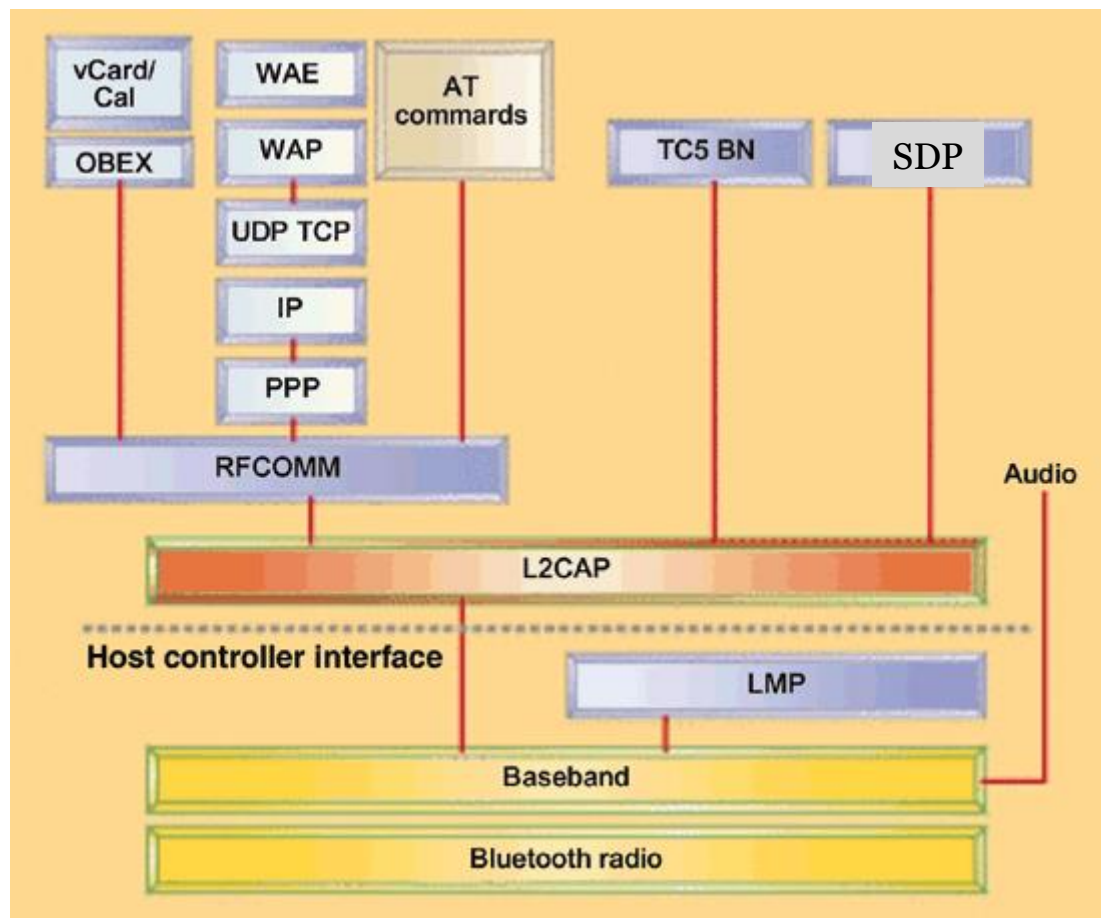 vCard/
Cal
OBEX
WAE
WAP
UDP TCP
IP
PPP
AT
commards
TC5 BN
SDP
RFCOMM
Audio
L2CAP
Host controller interface
LMP
Baseband
Bluetooth radio